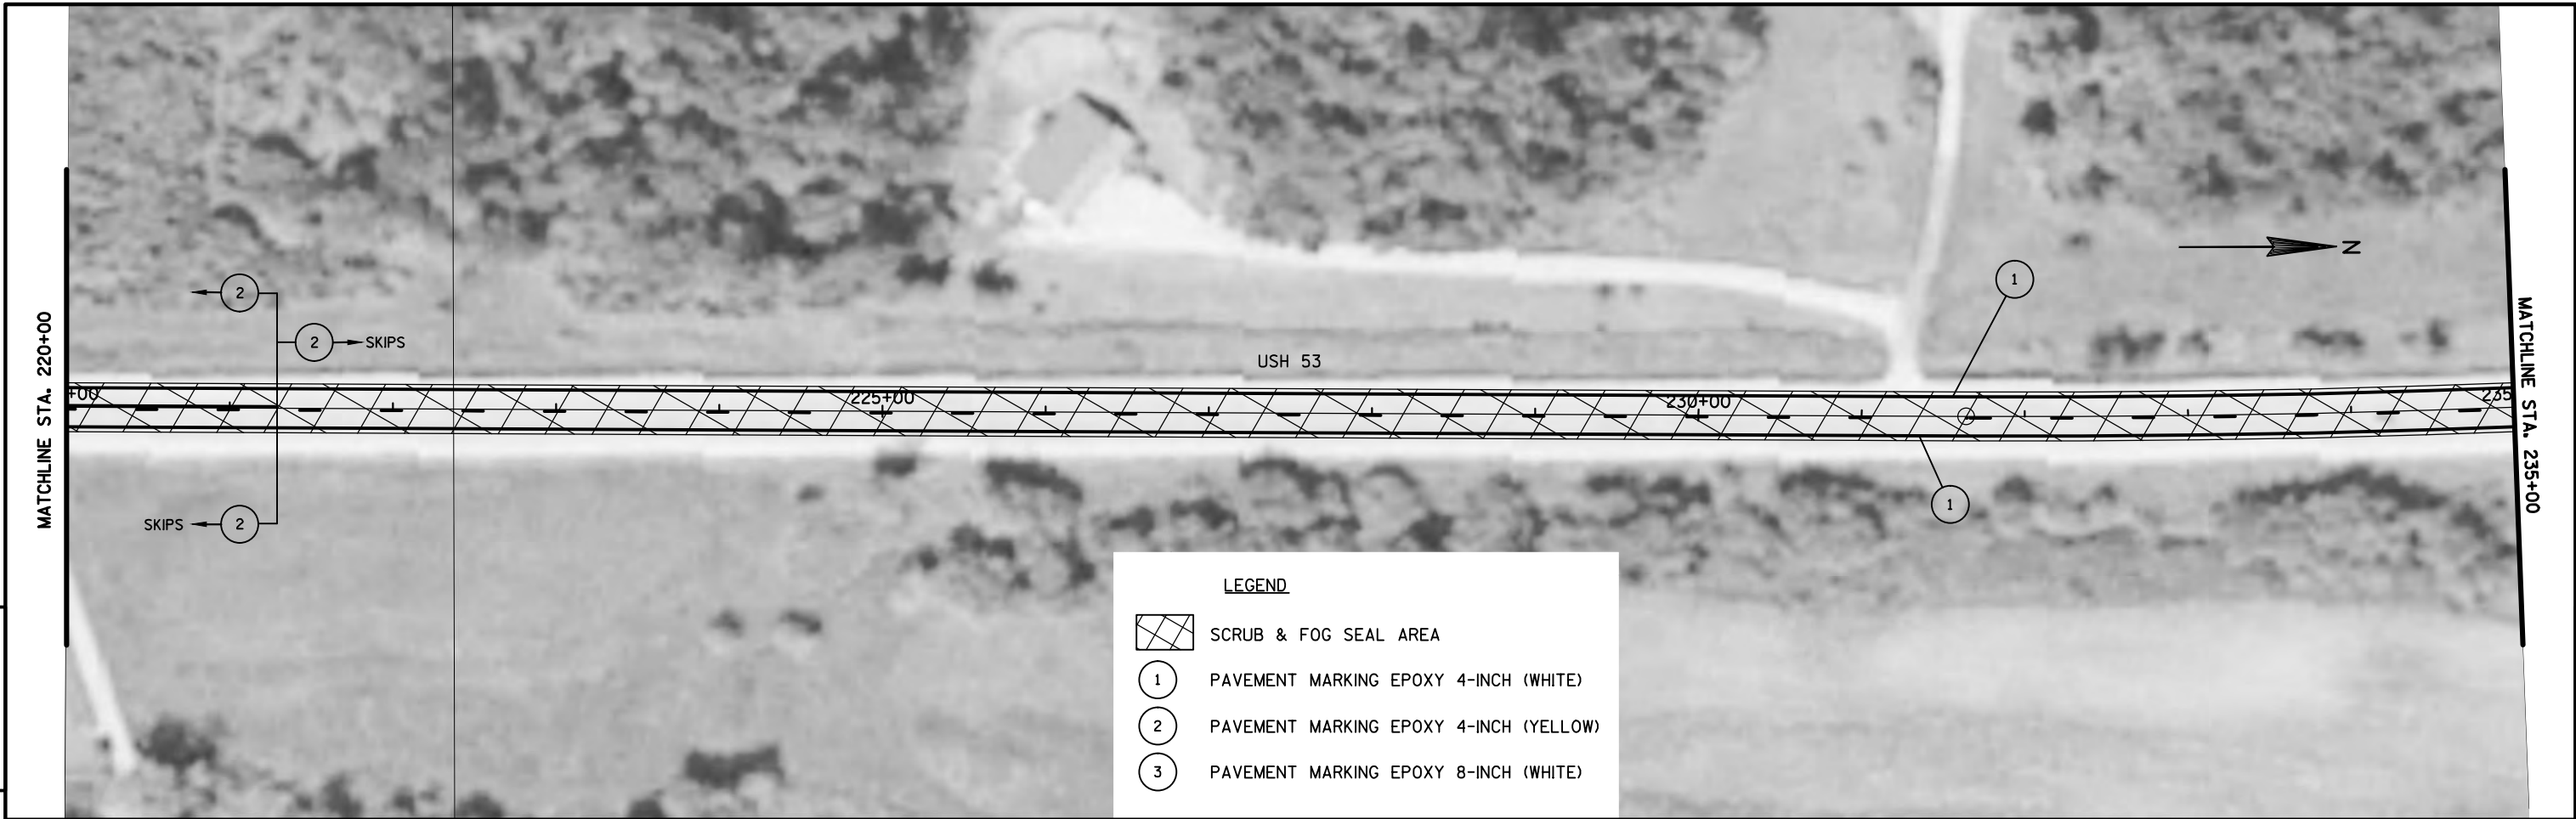 MATCHLINE STA. 220+00
2
2 SKIPS
SKIPS 2
+00
225+00
USH 53
230+00
1
1
N
235
MATCHLINE STA. 235+00
LEGEND
SCRUB & FOG SEAL AREA
1 PAVEMENT MARKING EPOXY 4-INCH (WHITE)
2 PAVEMENT MARKING EPOXY 4-INCH (YELLOW)
3 PAVEMENT MARKING EPOXY 8-INCH (WHITE)